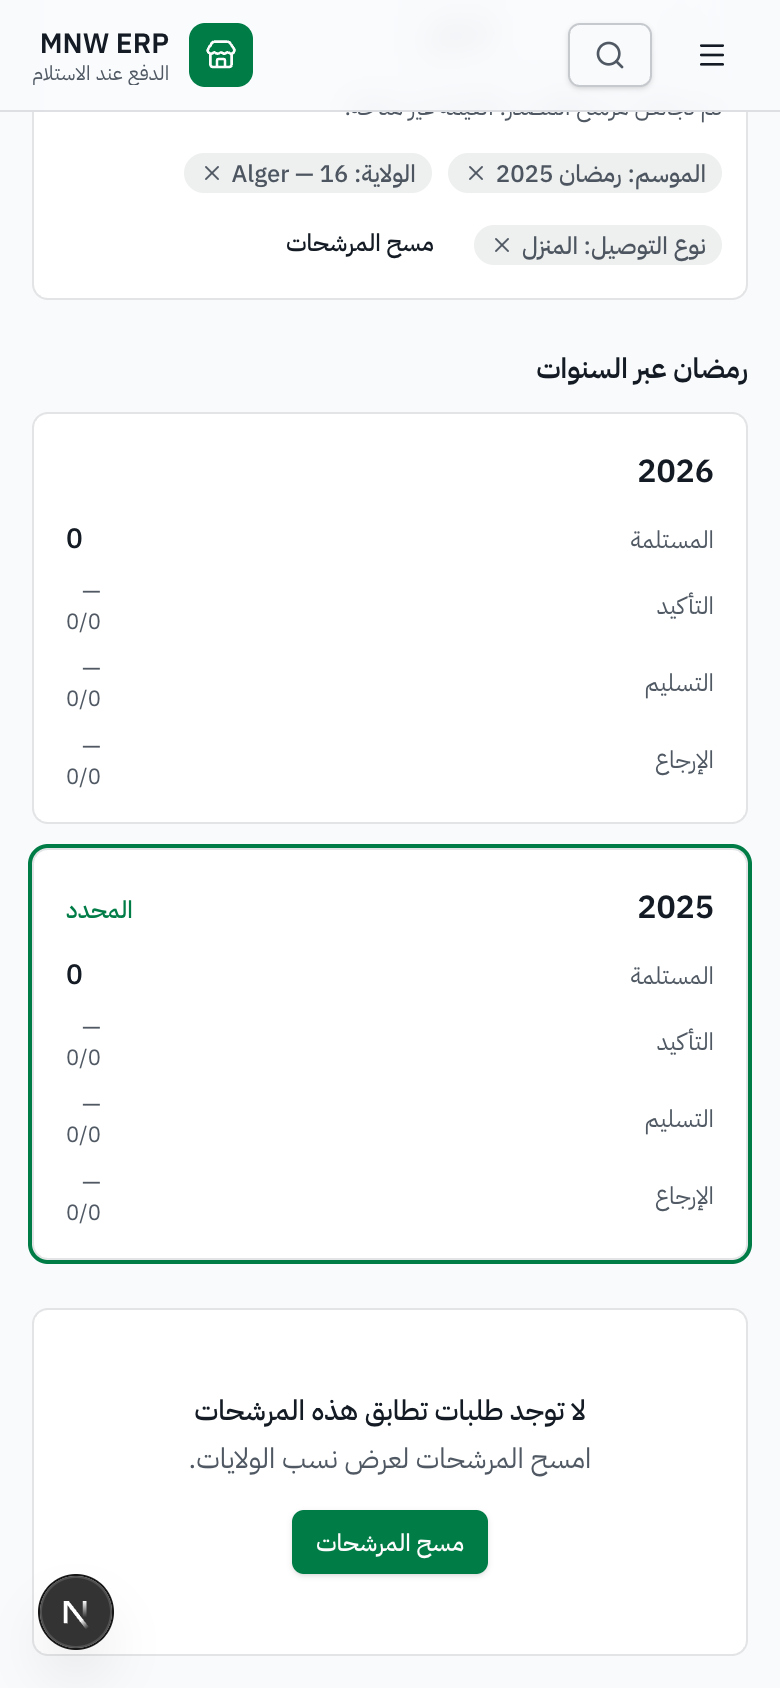 MNW ERP
الدفع عند الاستلام
الموسم: رمضان 2025 ×
الولاية: 16 — Alger ×
نوع التوصيل: المنزل ×
مسح المرشحات
رمضان عبر السنوات
2026
المستلمة 0
التأكيد —
0/0
التسليم —
0/0
الإرجاع —
0/0
2025 المحدد
المستلمة 0
التأكيد —
0/0
التسليم —
0/0
الإرجاع —
0/0
لا توجد طلبات تطابق هذه المرشحات
امسح المرشحات لعرض نسب الولايات.
مسح المرشحات
N